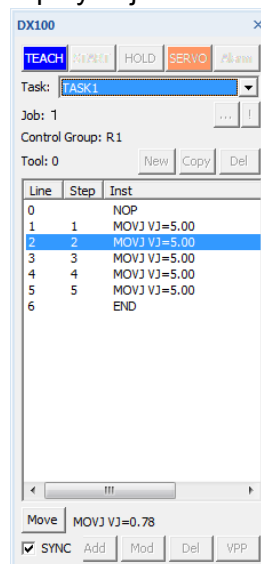 DX100 ×
TEACH HOLD SERVO Alarm
Task: TASK1
Job: 1 ... !
Control Group: R1
Tool: 0 New Copy Del
Line Step Inst
0 NOP
1 1 MOVJ VJ=5.00
2 2 MOVJ VJ=5.00
3 3 MOVJ VJ=5.00
4 4 MOVJ VJ=5.00
5 5 MOVJ VJ=5.00
6 END
Move MOVJ VJ=0.78
SYNC Add Mod Del VPP